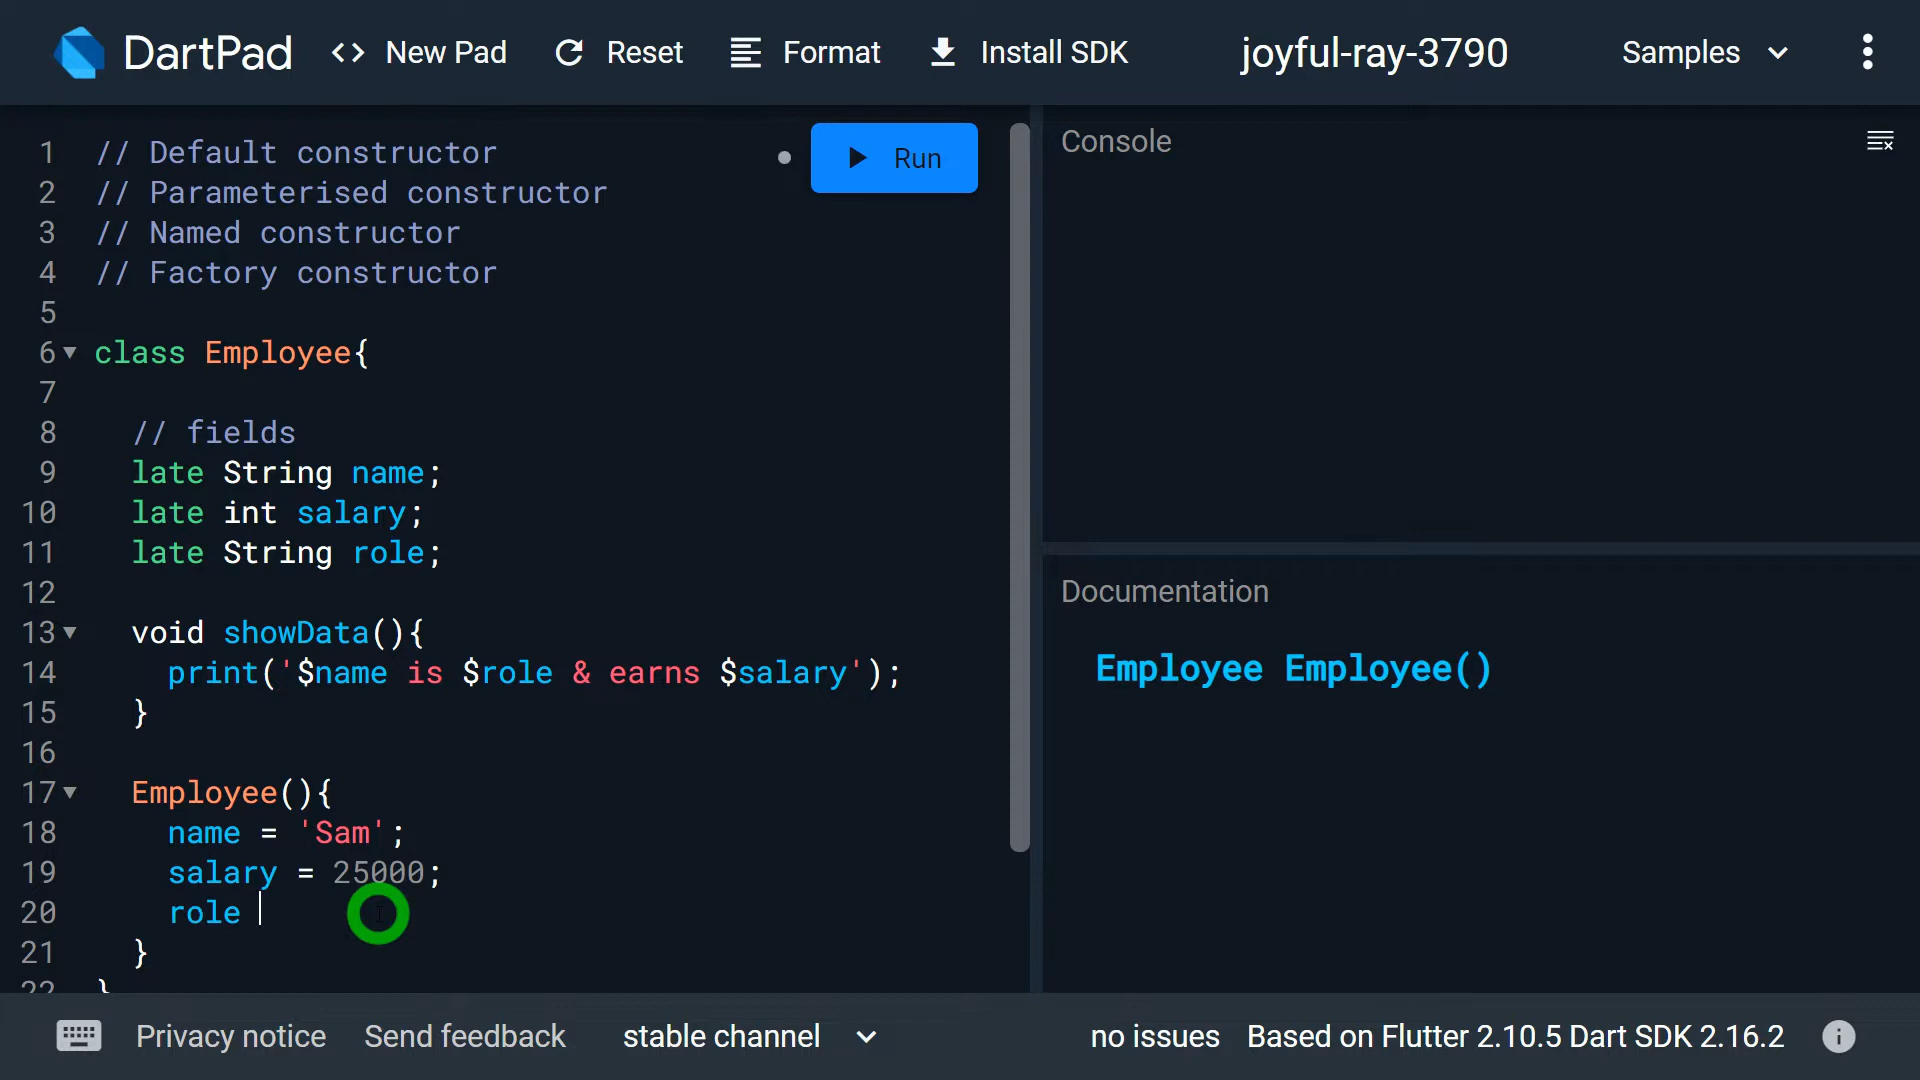 DartPad <> New Pad Reset Format Install SDK joyful-ray-3790 Samples
1 // Default constructor
2 // Parameterised constructor
3 // Named constructor
4 // Factory constructor
5
6 class Employee{
7
8 // fields
9 late String name;
10 late int salary;
11 late String role;
12
13 void showData(){
14 print('$name is $role & earns $salary');
15 }
16
17 Employee(){
18 name = 'Sam';
19 salary = 25000;
20 role
21 }
22 }
Run
Console
Documentation
Employee Employee()
Privacy notice Send feedback stable channel no issues Based on Flutter 2.10.5 Dart SDK 2.16.2